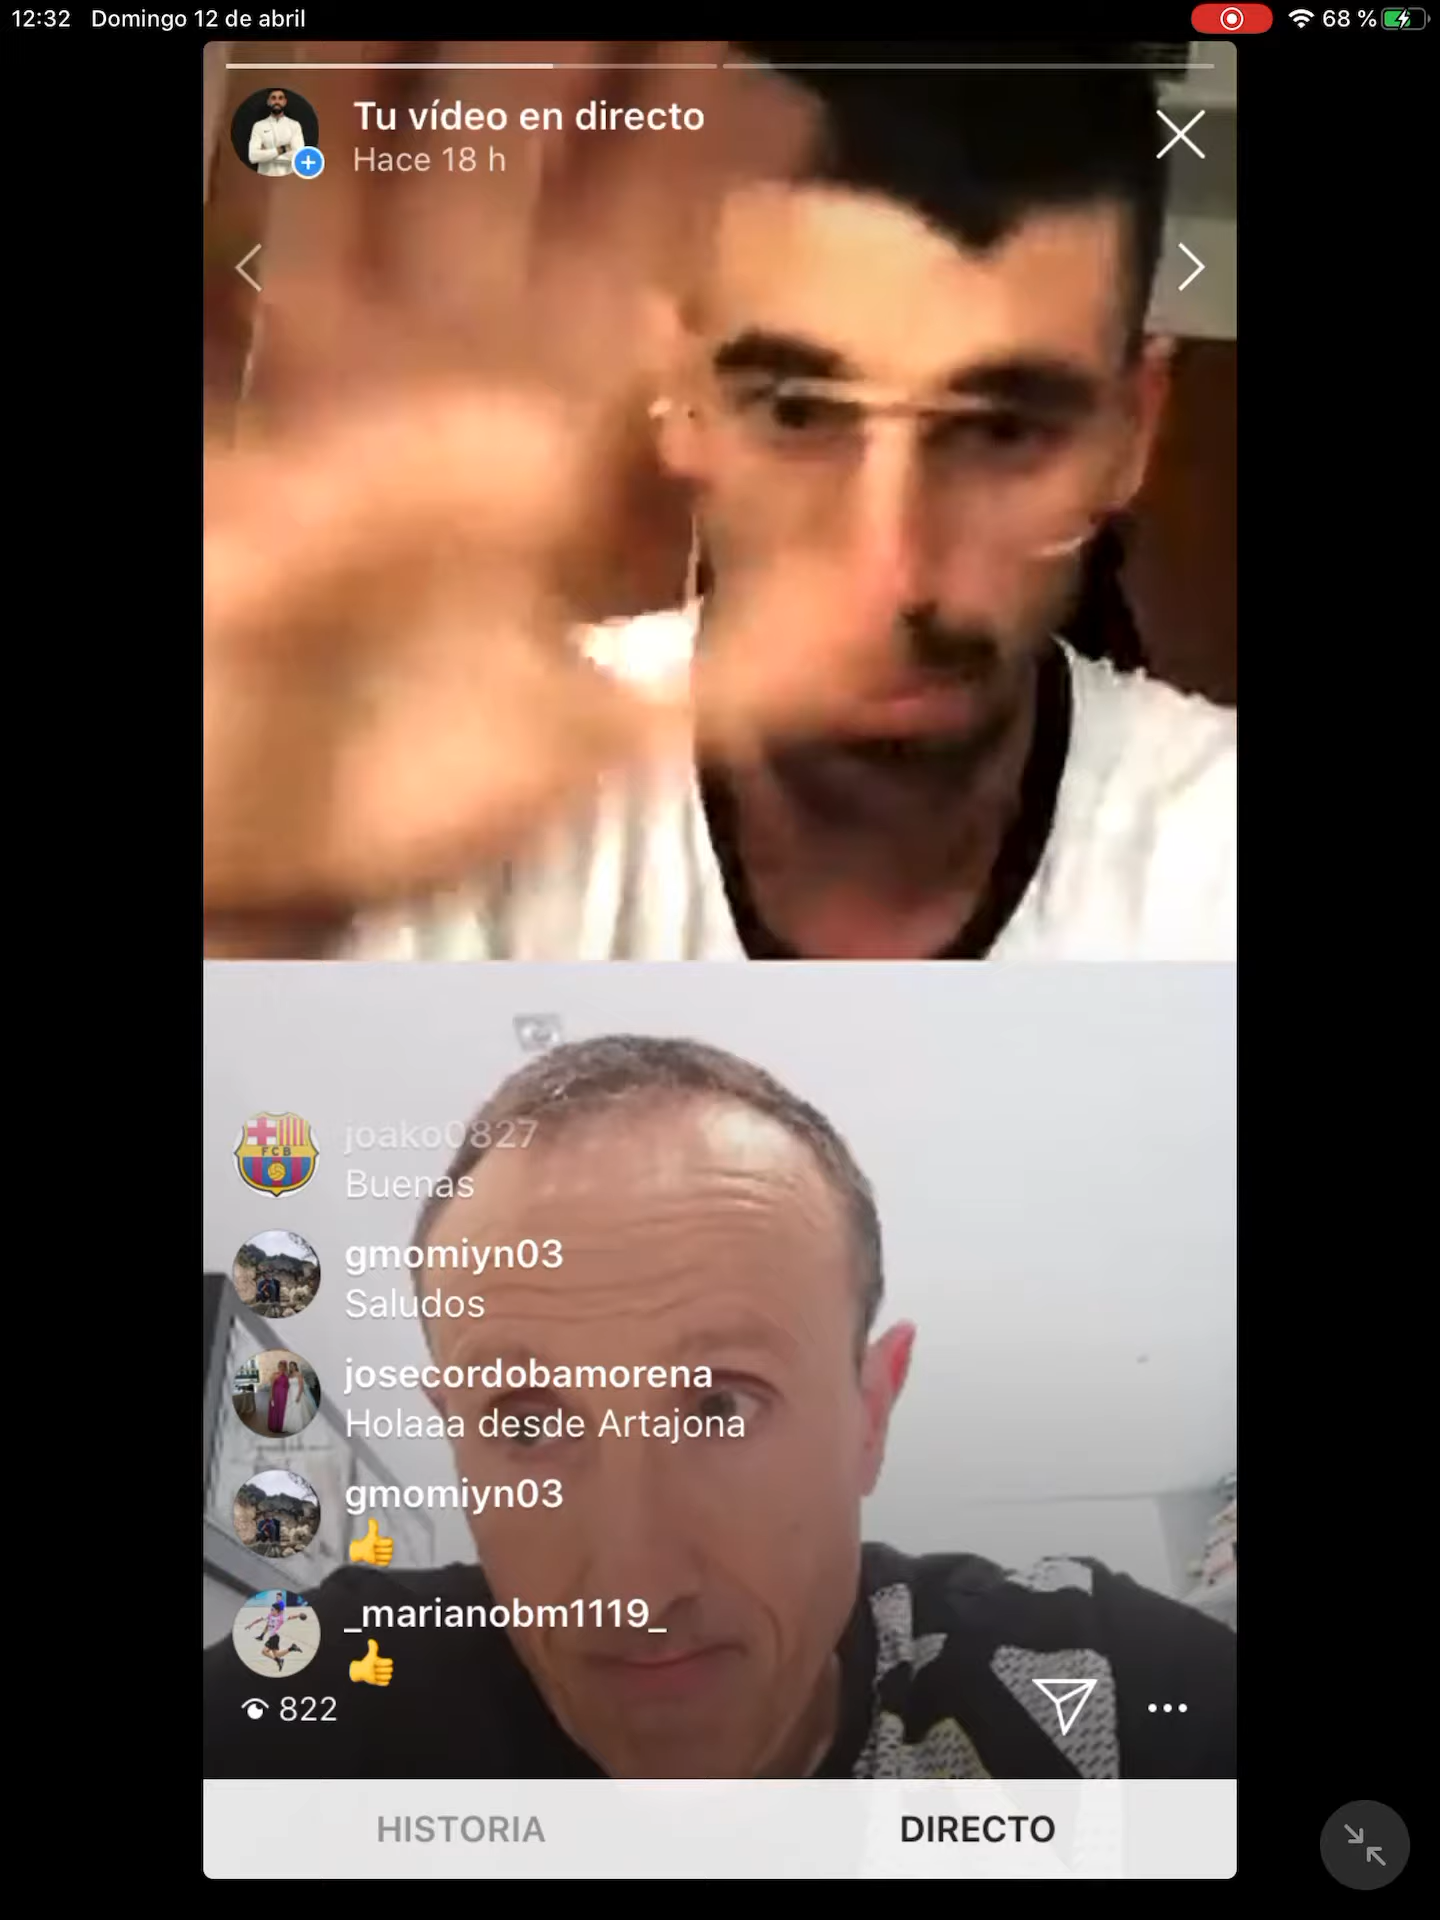 12:32 Domingo 12 de abril
68 %
Tu vídeo en directo
Hace 18 h
joako0827
FCB
Buenas
gmomiyn03
Saludos
josecordobamorena
Holaaa desde Artajona
gmomiyn03
👍
_marianobm1119_
👍
822
HISTORIA
DIRECTO